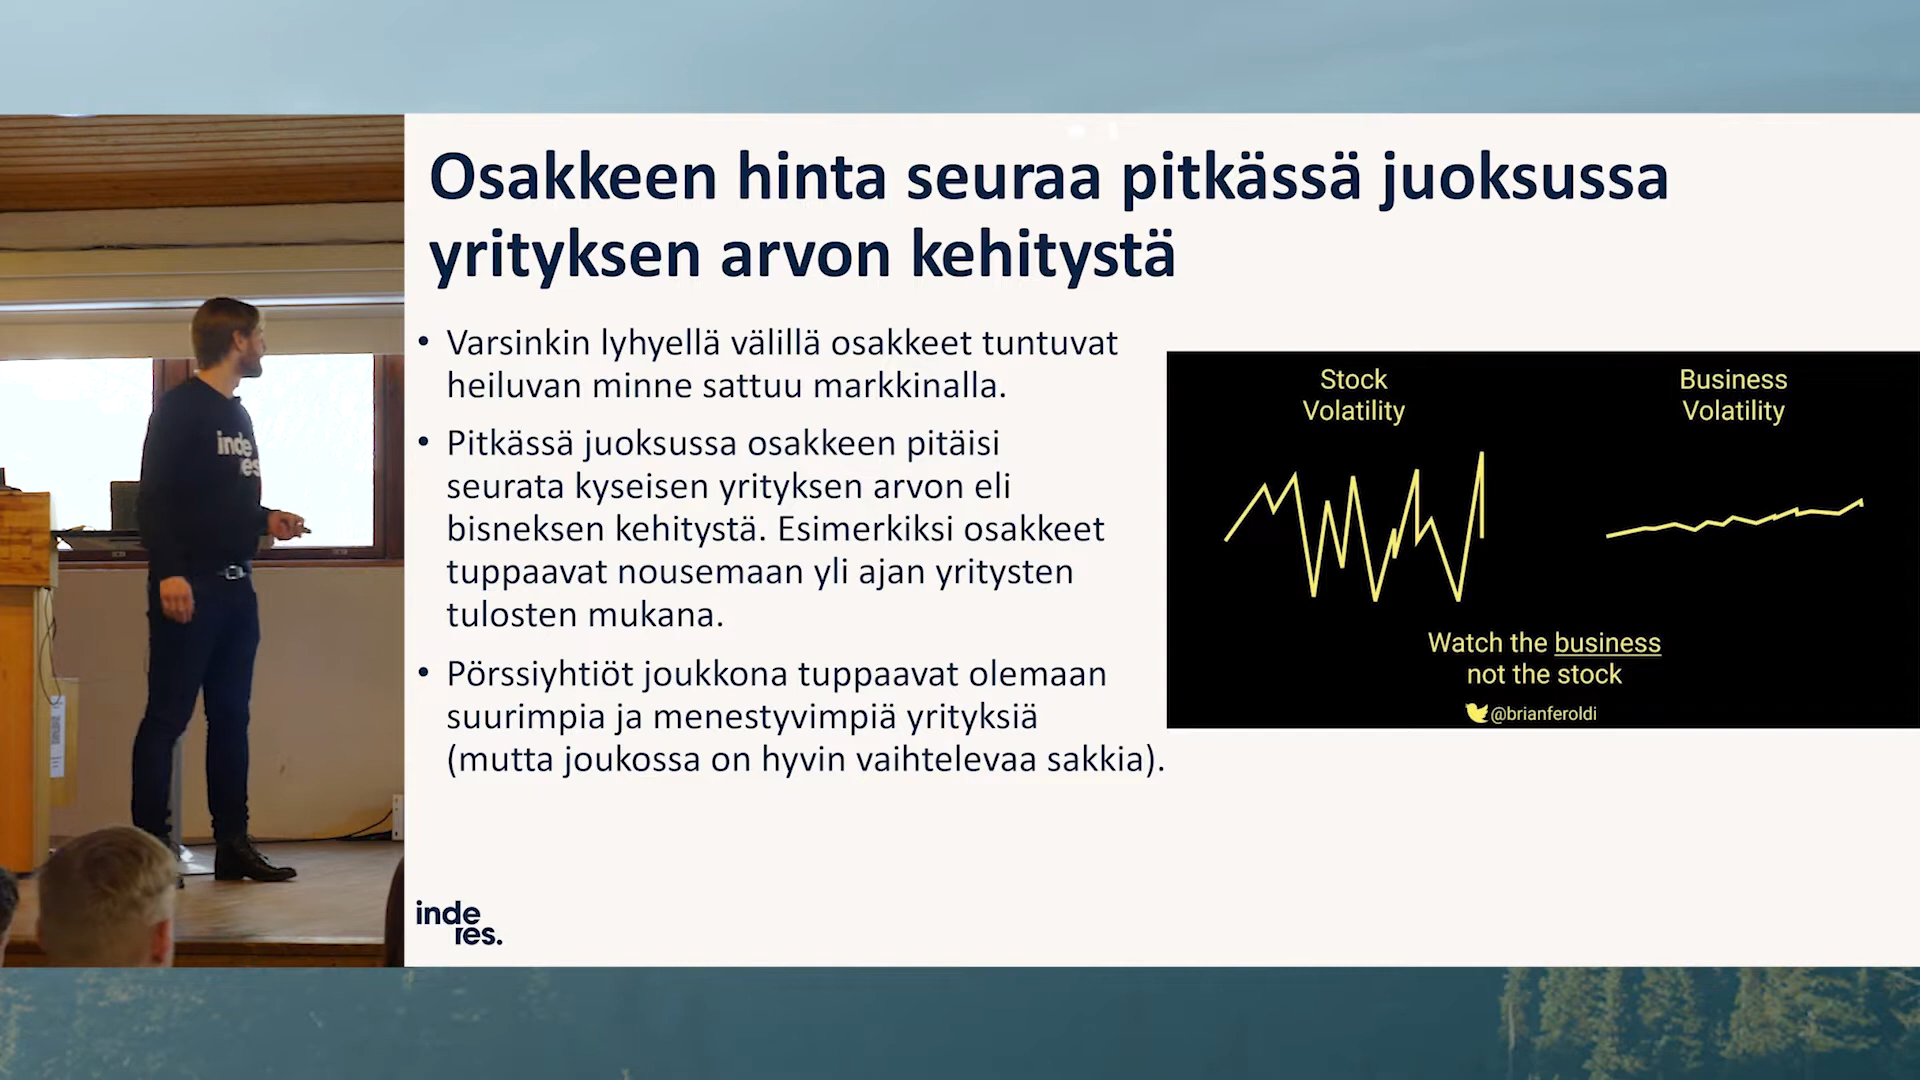 Osakkeen hinta seuraa pitkässä juoksussa
yrityksen arvon kehitystä
• Varsinkin lyhyellä välillä osakkeet tuntuvat
heiluvan minne sattuu markkinalla.
• Pitkässä juoksussa osakkeen pitäisi
seurata kyseisen yrityksen arvon eli
bisneksen kehitystä. Esimerkiksi osakkeet
tuppaavat nousemaan yli ajan yritysten
tulosten mukana.
• Pörssiyhtiöt joukkona tuppaavat olemaan
suurimpia ja menestyvimpiä yrityksiä
(mutta joukossa on hyvin vaihtelevaa sakkia).
Stock
Volatility
Business
Volatility
Watch the business
not the stock
@brianferoldi
inde
res.
inde
es